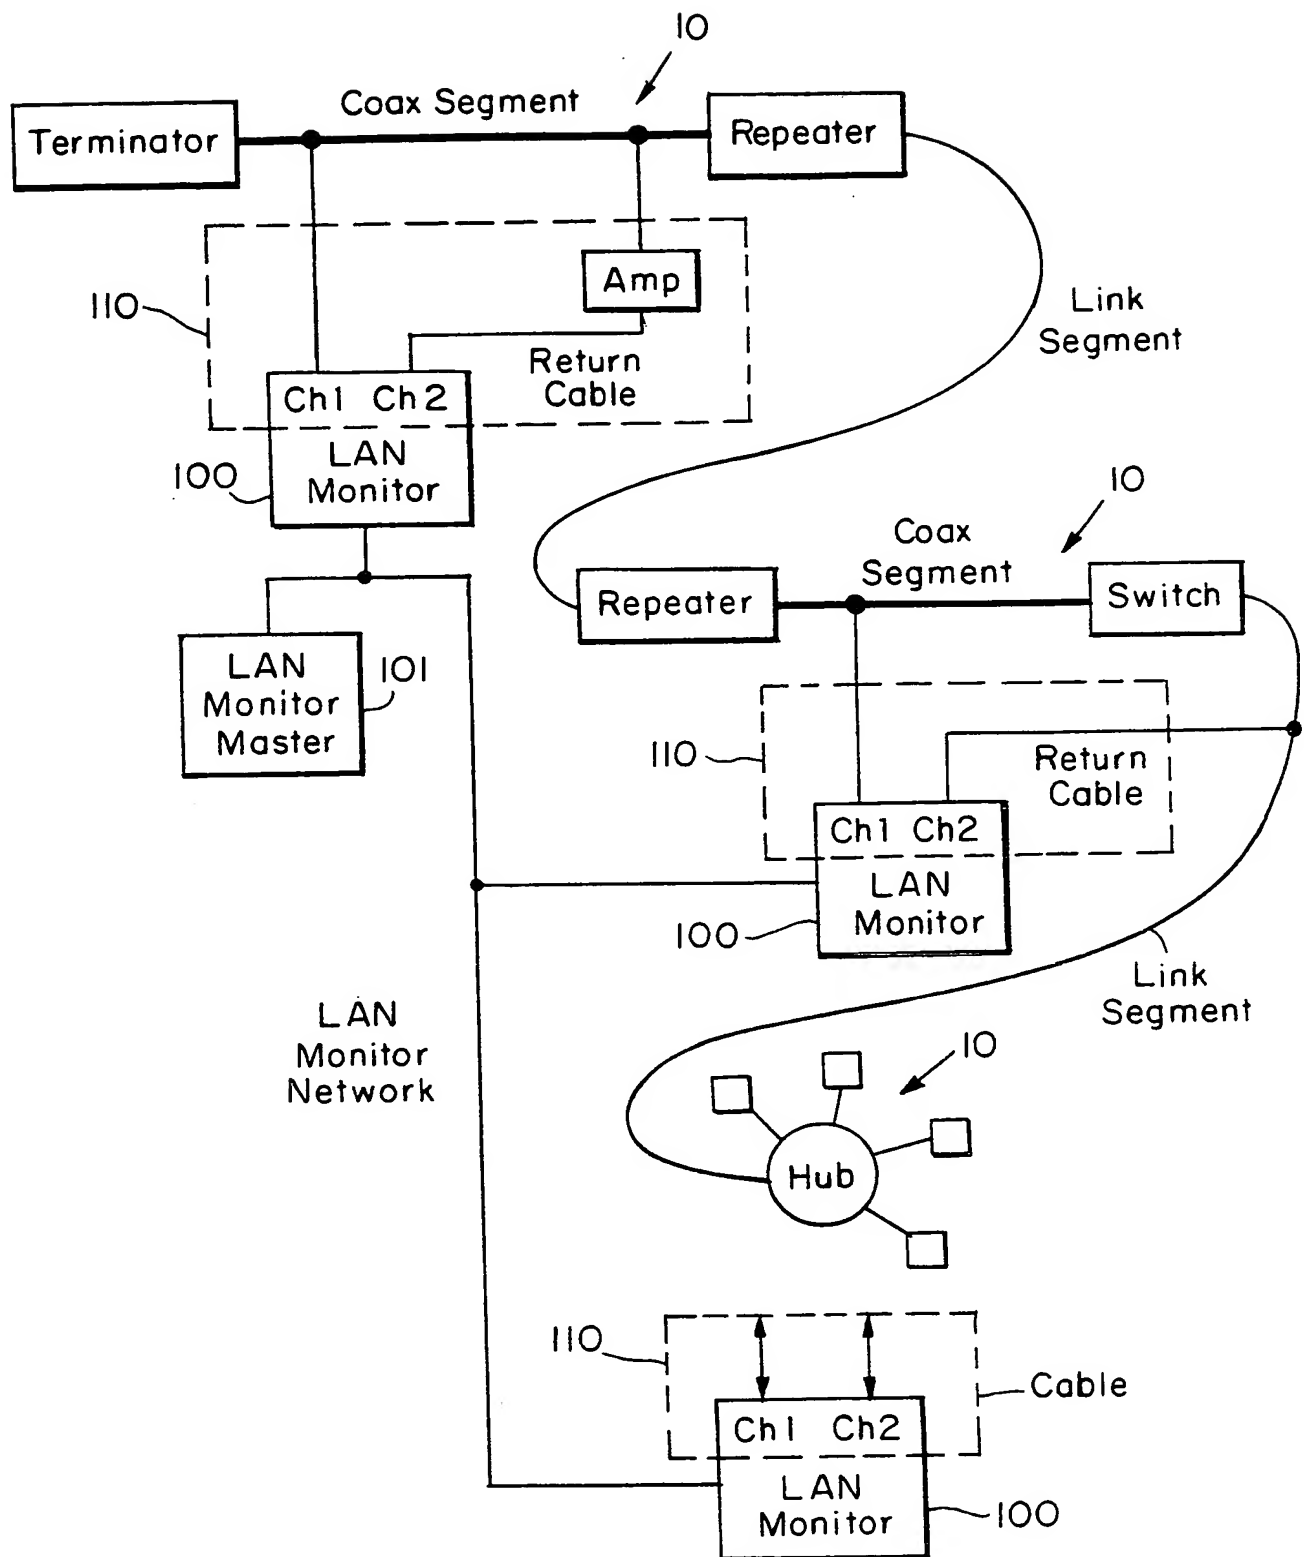 10
Coax Segment
Terminator
Repeater
Amp
110
Link
Segment
Return
Cable
Ch1 Ch2
LAN
Monitor
100
10
Coax
Segment
Repeater
Switch
LAN
Monitor
Master
101
110
Return
Cable
Ch1 Ch2
LAN
Monitor
100
Link
Segment
LAN
Monitor
Network
10
Hub
110
Cable
Ch1 Ch2
LAN
Monitor
100